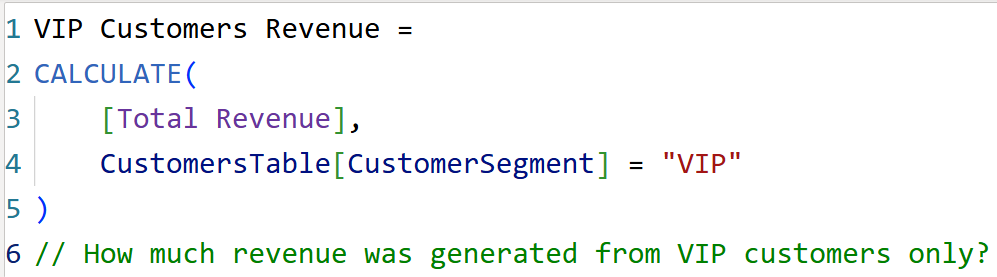 1 VIP Customers Revenue =
2 CALCULATE(
3     [Total Revenue],
4     CustomersTable[CustomerSegment] = "VIP"
5 )
6 // How much revenue was generated from VIP customers only?